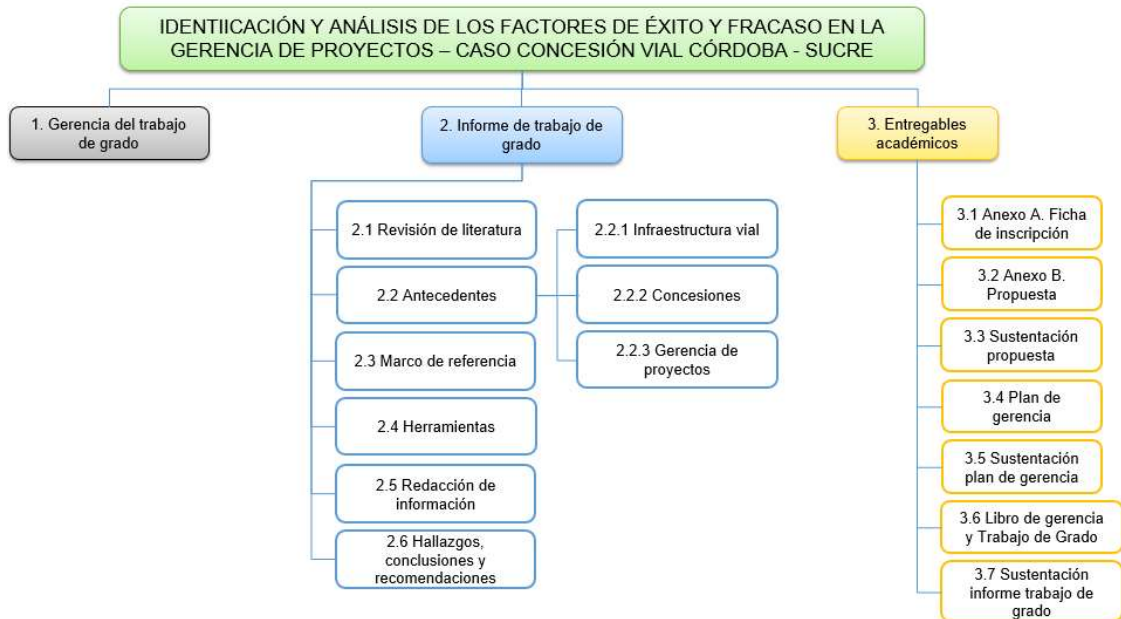 IDENTIICACIÓN Y ANÁLISIS DE LOS FACTORES DE ÉXITO Y FRACASO EN LA
GERENCIA DE PROYECTOS – CASO CONCESIÓN VIAL CÓRDOBA - SUCRE
1. Gerencia del trabajo
de grado
2. Informe de trabajo de
grado
2.1 Revisión de literatura
2.2 Antecedentes
2.2.1 Infraestructura vial
2.2.2 Concesiones
2.2.3 Gerencia de
proyectos
2.3 Marco de referencia
2.4 Herramientas
2.5 Redacción de
información
2.6 Hallazgos,
conclusiones y
recomendaciones
3. Entregables
académicos
3.1 Anexo A. Ficha
de inscripción
3.2 Anexo B.
Propuesta
3.3 Sustentación
propuesta
3.4 Plan de
gerencia
3.5 Sustentación
plan de gerencia
3.6 Libro de gerencia
y Trabajo de Grado
3.7 Sustentación
informe trabajo de
grado